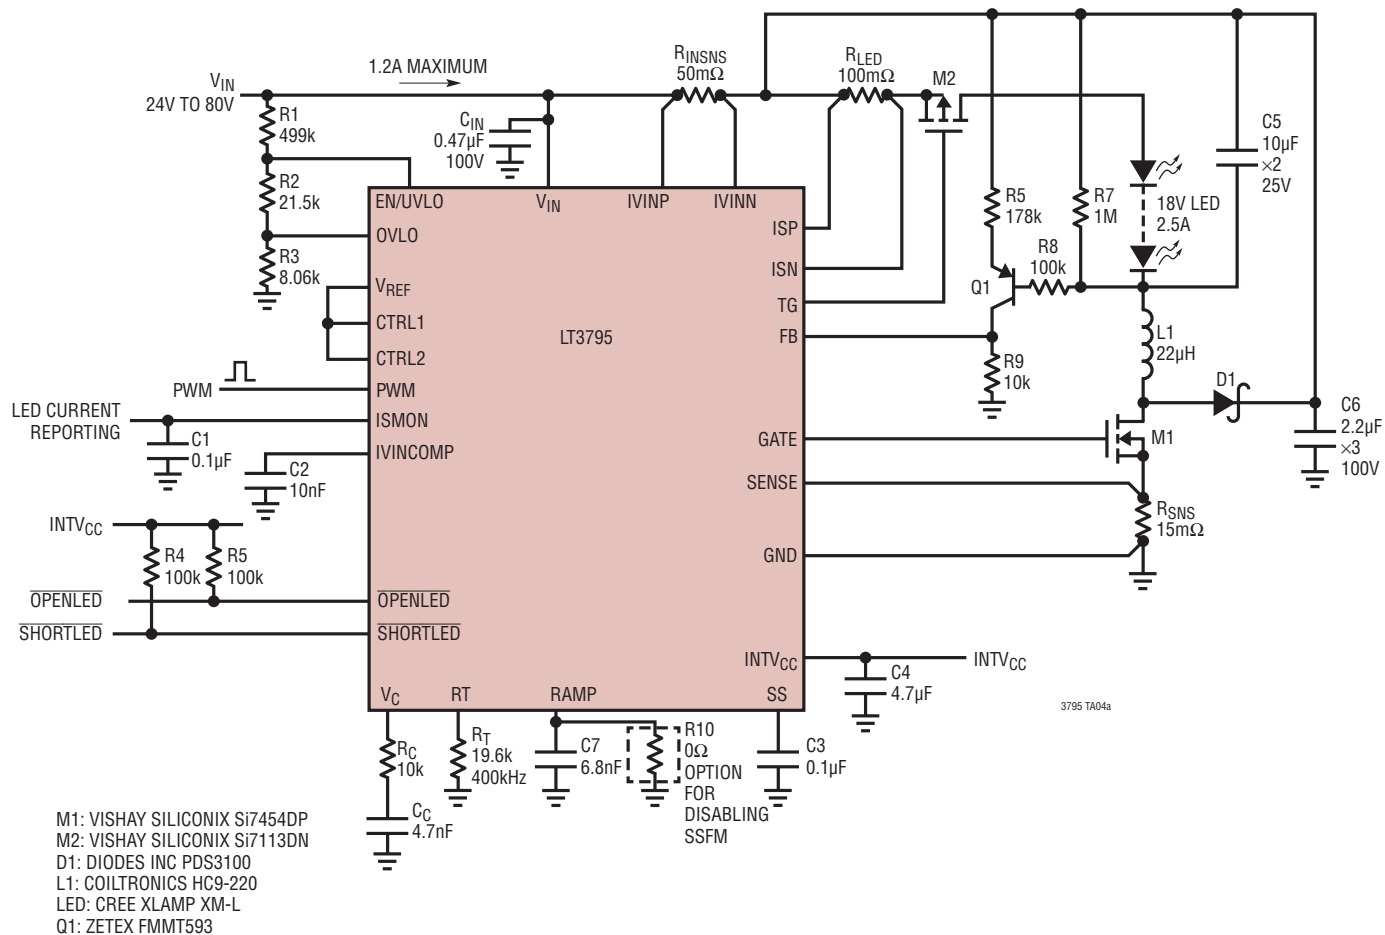 VIN
24V TO 80V
1.2A MAXIMUM
RINSNS
50mΩ
RLED
100mΩ
M2
R1
499k
CIN
0.47µF
100V
C5
10µF
×2
25V
R2
21.5k
EN/UVLO
VIN
IVINP
IVINN
ISP
R5
178k
R7
1M
18V LED
2.5A
OVLO
R3
8.06k
ISN
R8
100k
VREF
TG
Q1
CTRL1
LT3795
FB
L1
22µH
CTRL2
R9
10k
PWM
PWM
D1
LED CURRENT
REPORTING
ISMON
C1
0.1µF
GATE
M1
C6
2.2µF
×3
100V
IVINCOMP
C2
10nF
SENSE
RSNS
15mΩ
INTVCC
R4
100k
R5
100k
GND
OPENLED
OPENLED
SHORTLED
SHORTLED
INTVCC
INTVCC
C4
4.7µF
VC
RT
RAMP
SS
3795 TA04a
RC
10k
RT
19.6k
400kHz
C7
6.8nF
R10
0Ω
OPTION
FOR
DISABLING
SSFM
C3
0.1µF
CC
4.7nF
M1: VISHAY SILICONIX Si7454DP
M2: VISHAY SILICONIX Si7113DN
D1: DIODES INC PDS3100
L1: COILTRONICS HC9-220
LED: CREE XLAMP XM-L
Q1: ZETEX FMMT593